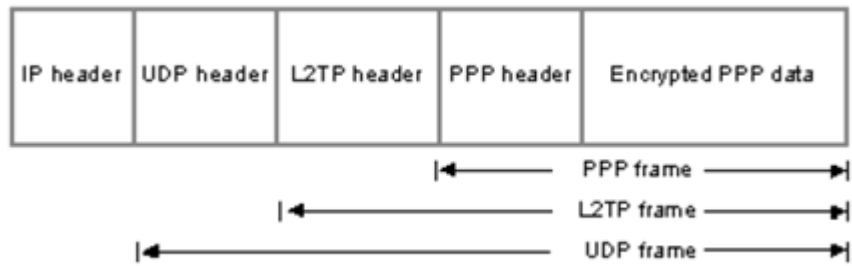 IP header UDP header L2TP header PPP header Encrypted PPP data
PPP frame
L2TP frame
UDP frame